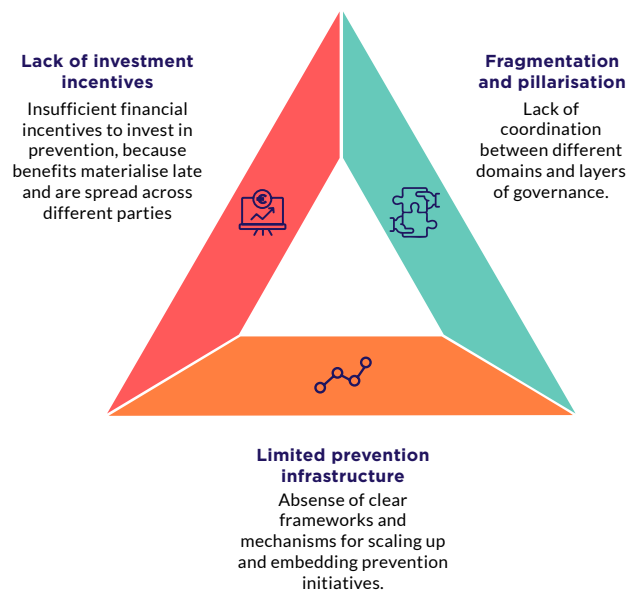 Lack of investment
incentives
Insufficient financial
incentives to invest in
prevention, because
benefits materialise late
and are spread across
different parties
Fragmentation
and pillarisation
Lack of
coordination
between different
domains and layers
of governance.
€
Limited prevention
infrastructure
Absense of clear
frameworks and
mechanisms for scaling up
and embedding prevention
initiatives.